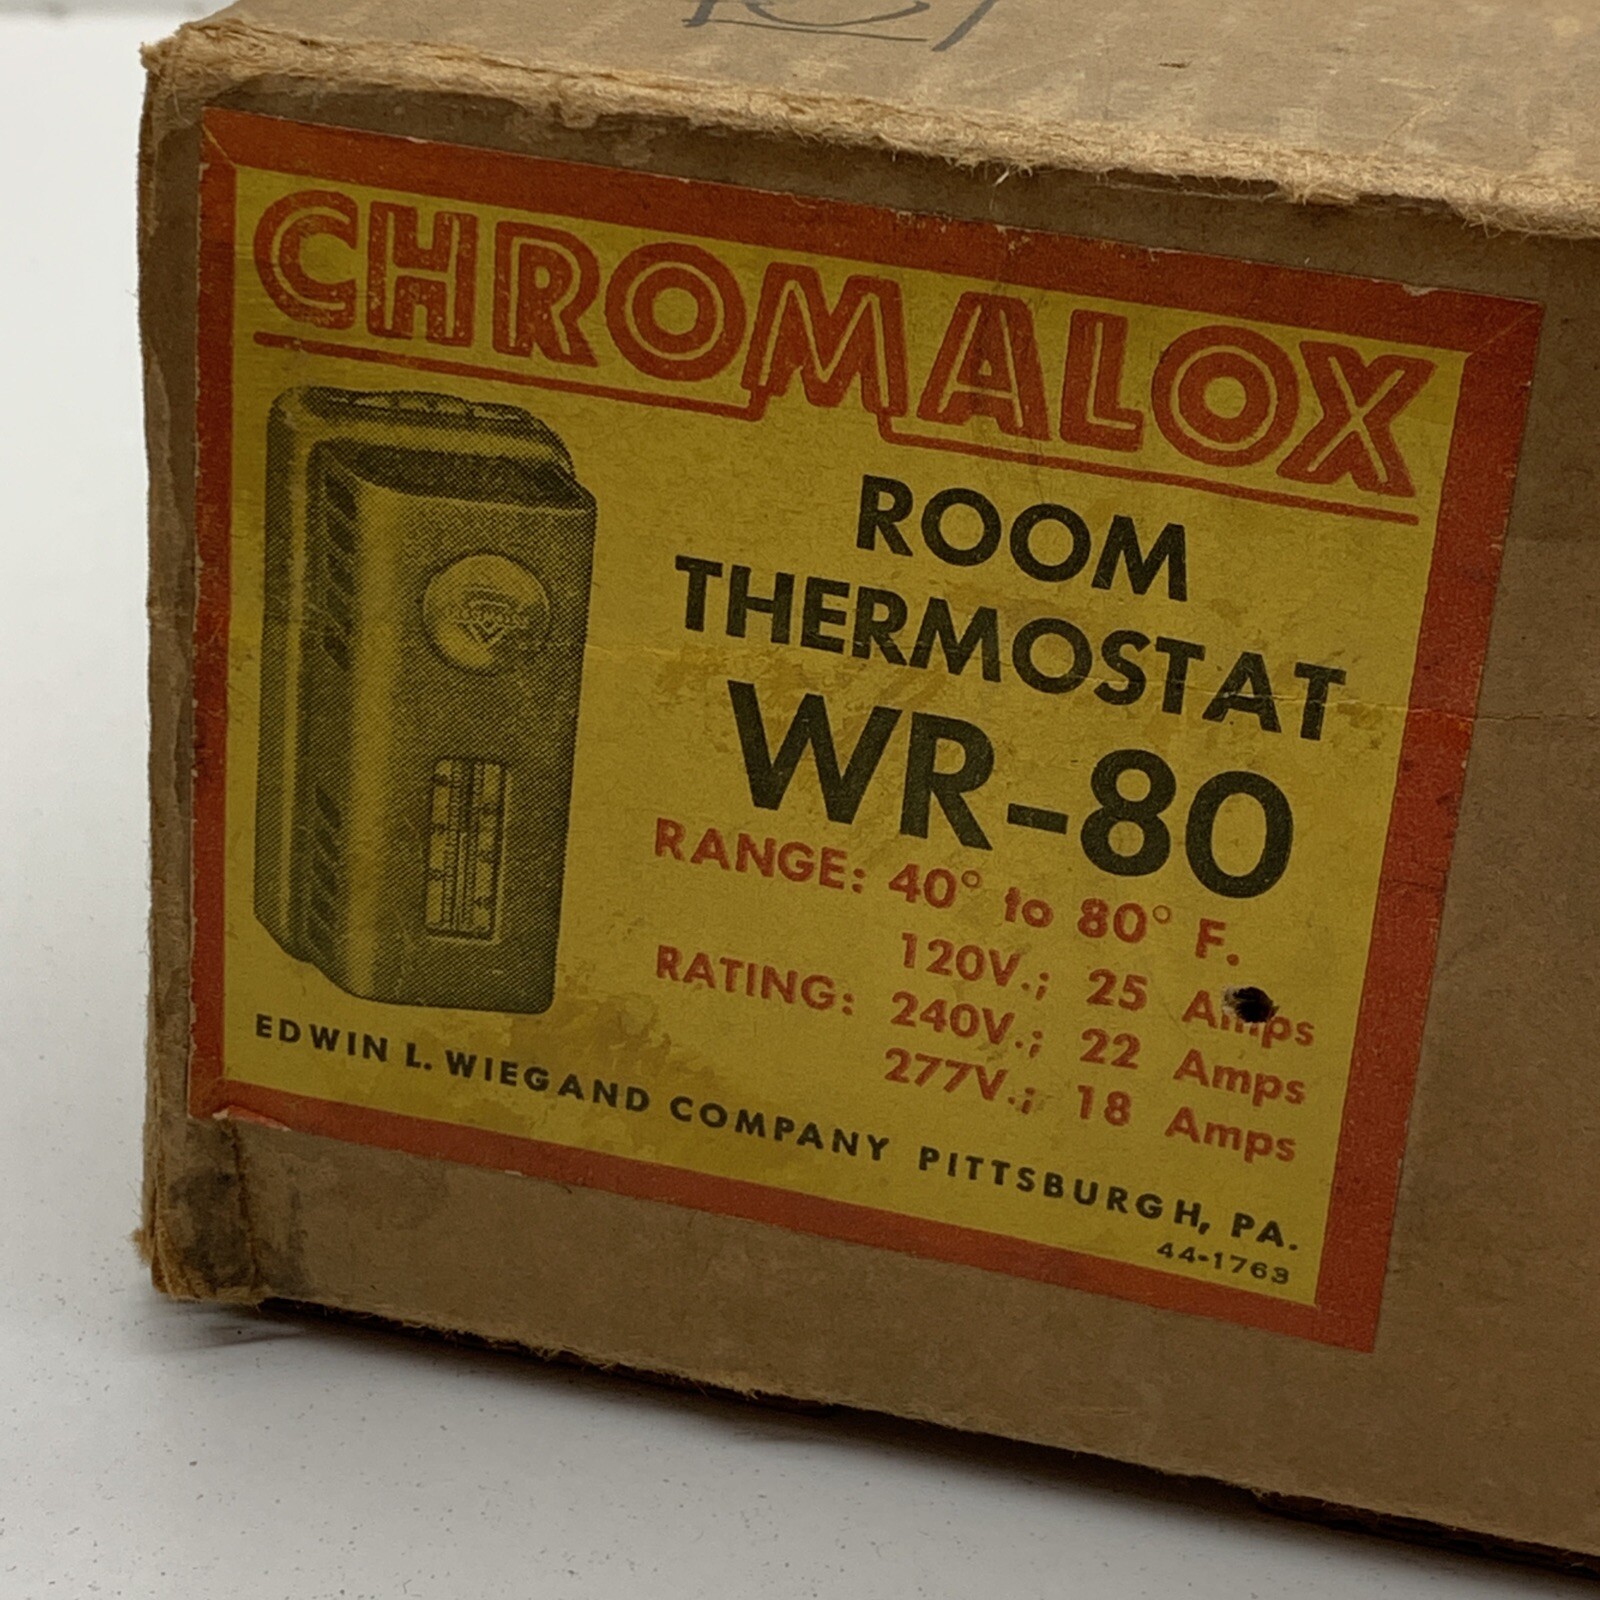 CHROMALOX
ROOM
THERMOSTAT
WR-80
RANGE: 40° to 80° F.
120V.; 25 Amps
RATING: 240V.; 22 Amps
277V.; 18 Amps
EDWIN L. WIEGAND COMPANY PITTSBURGH, PA.
44-1763